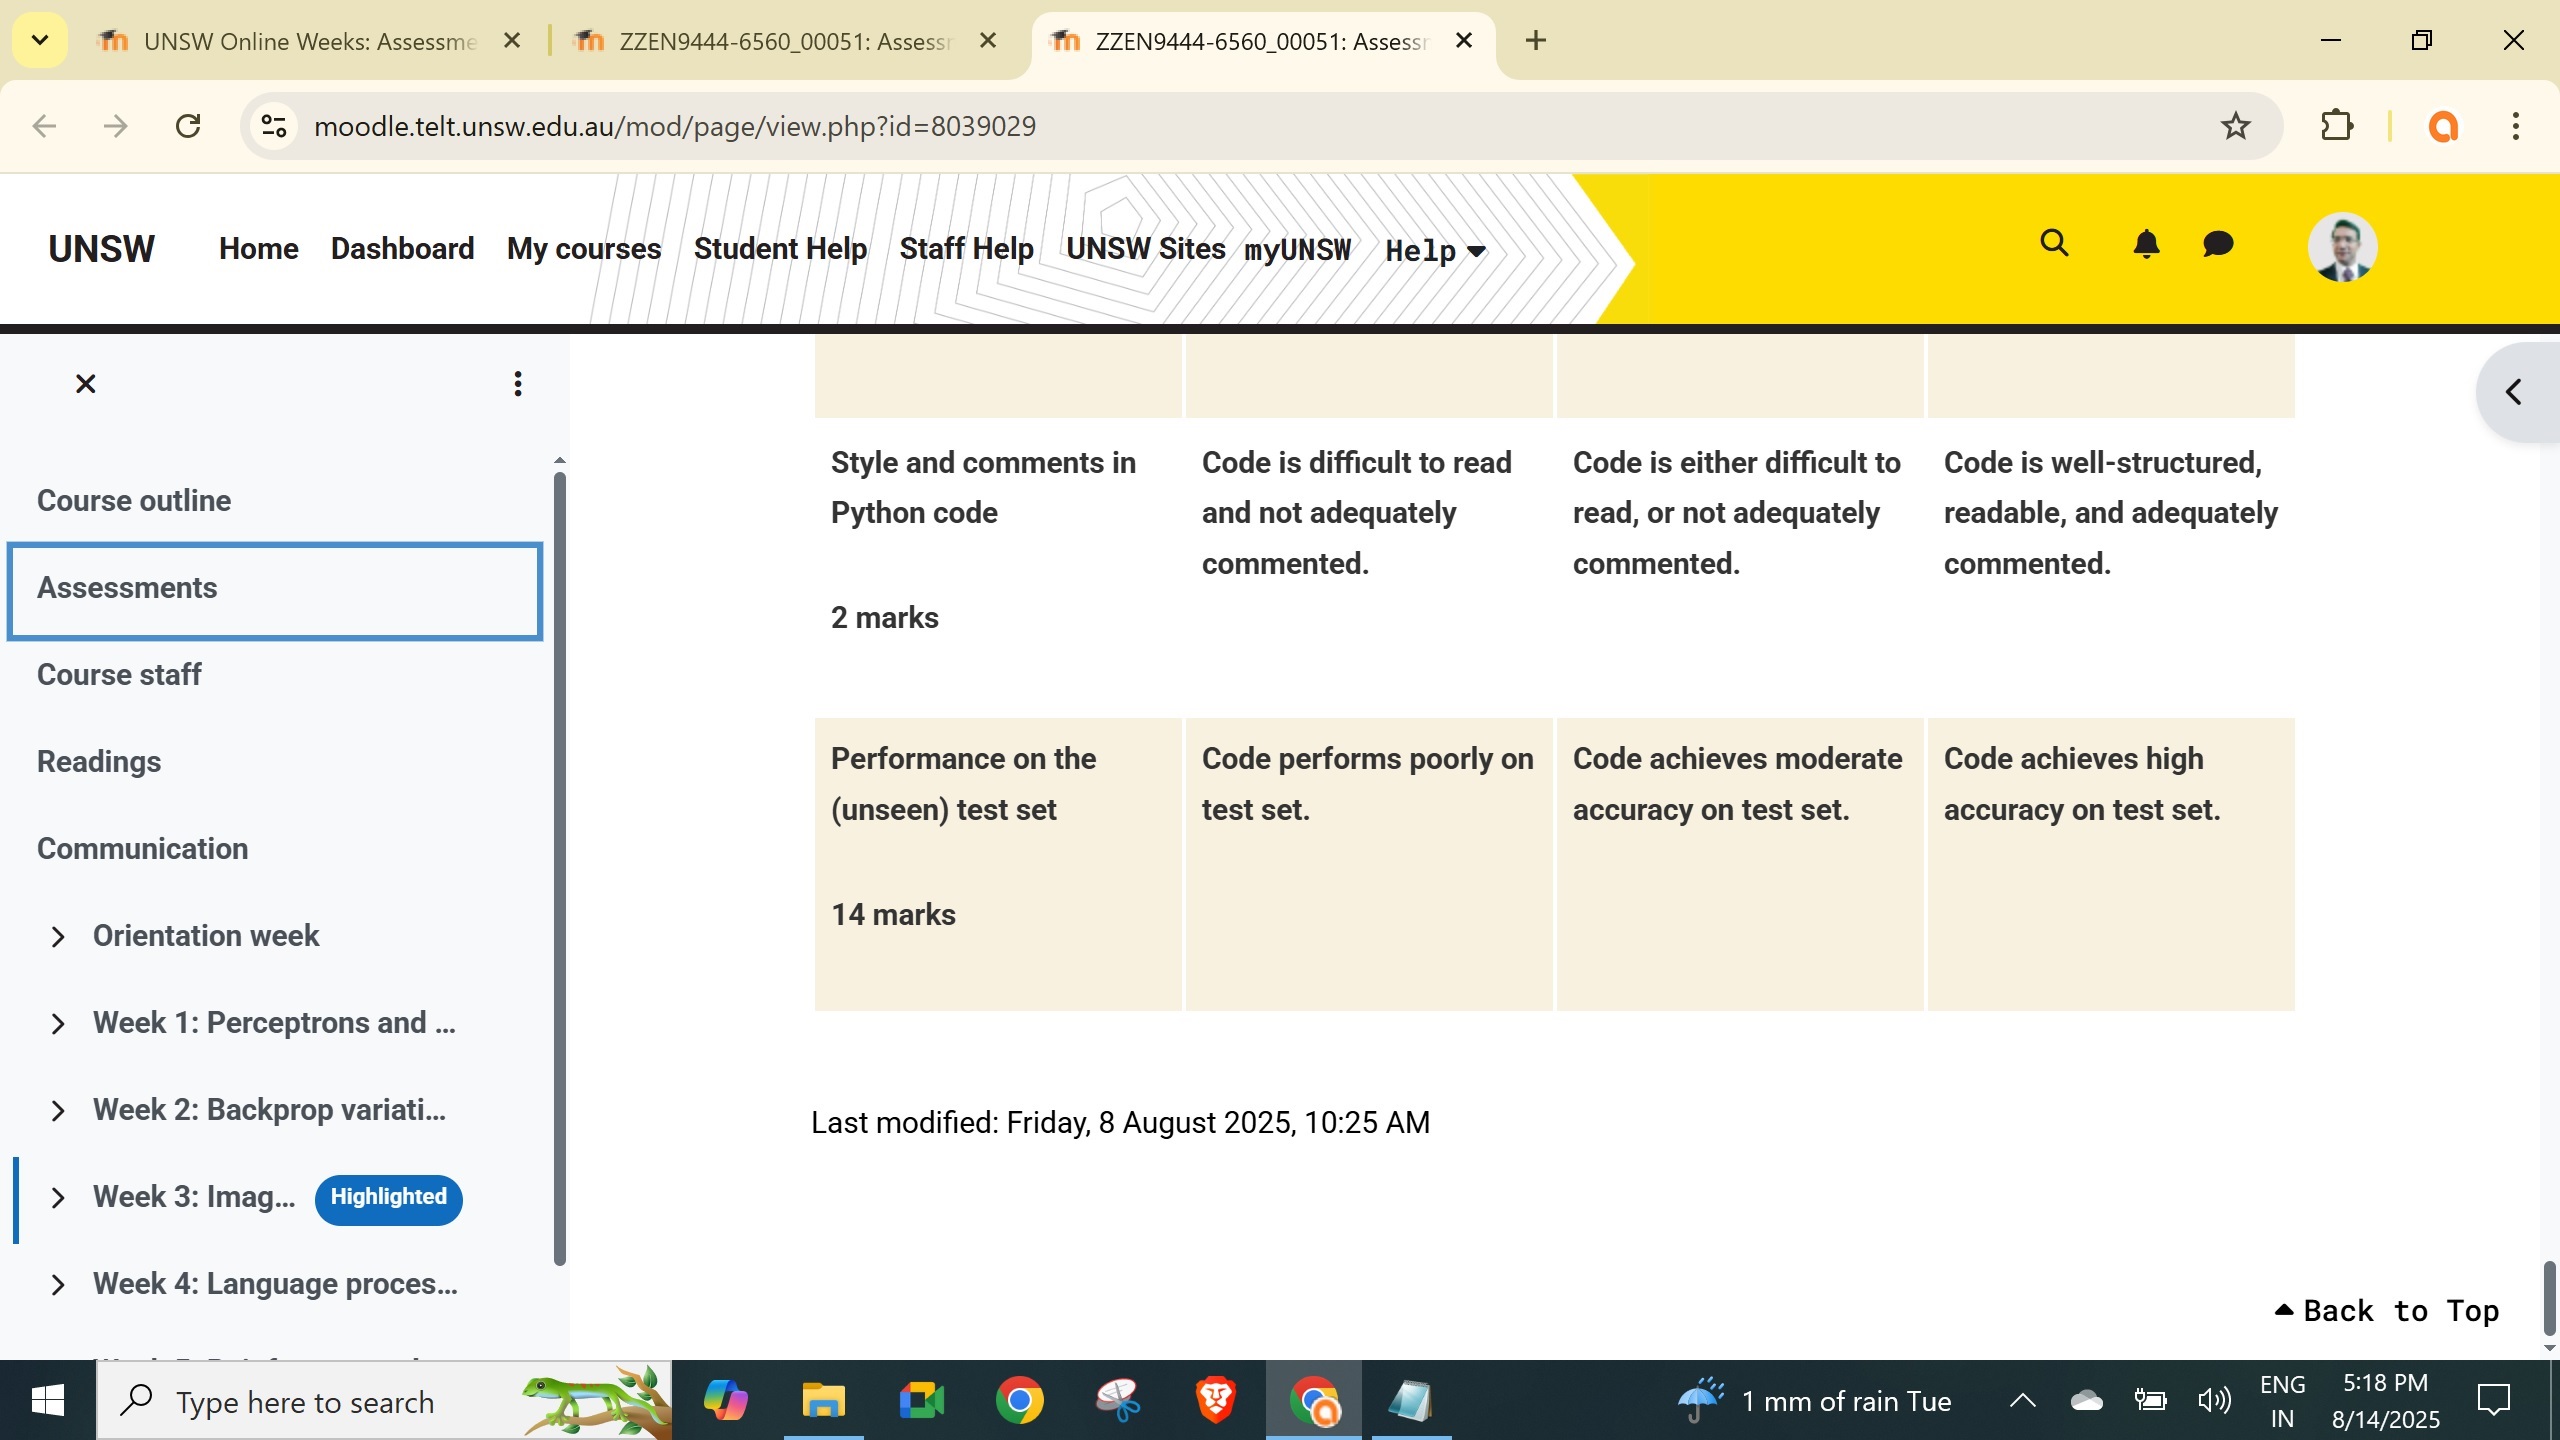 UNSW Online Weeks: Assessme
ZZEN9444-6560_00051: Assessr
ZZEN9444-6560_00051: Assessr
moodle.telt.unsw.edu.au/mod/page/view.php?id=8039029
UNSW Home Dashboard My courses Student Help Staff Help UNSW Sites myUNSW Help
Course outline
Assessments
Course staff
Readings
Communication
Orientation week
Week 1: Perceptrons and ...
Week 2: Backprop variati...
Week 3: Imag... Highlighted
Week 4: Language proces...
Style and comments in
Python code
2 marks
Code is difficult to read
and not adequately
commented.
Code is either difficult to
read, or not adequately
commented.
Code is well-structured,
readable, and adequately
commented.
Performance on the
(unseen) test set
14 marks
Code performs poorly on
test set.
Code achieves moderate
accuracy on test set.
Code achieves high
accuracy on test set.
Last modified: Friday, 8 August 2025, 10:25 AM
Back to Top
Type here to search
1 mm of rain Tue
ENG
IN
5:18 PM
8/14/2025